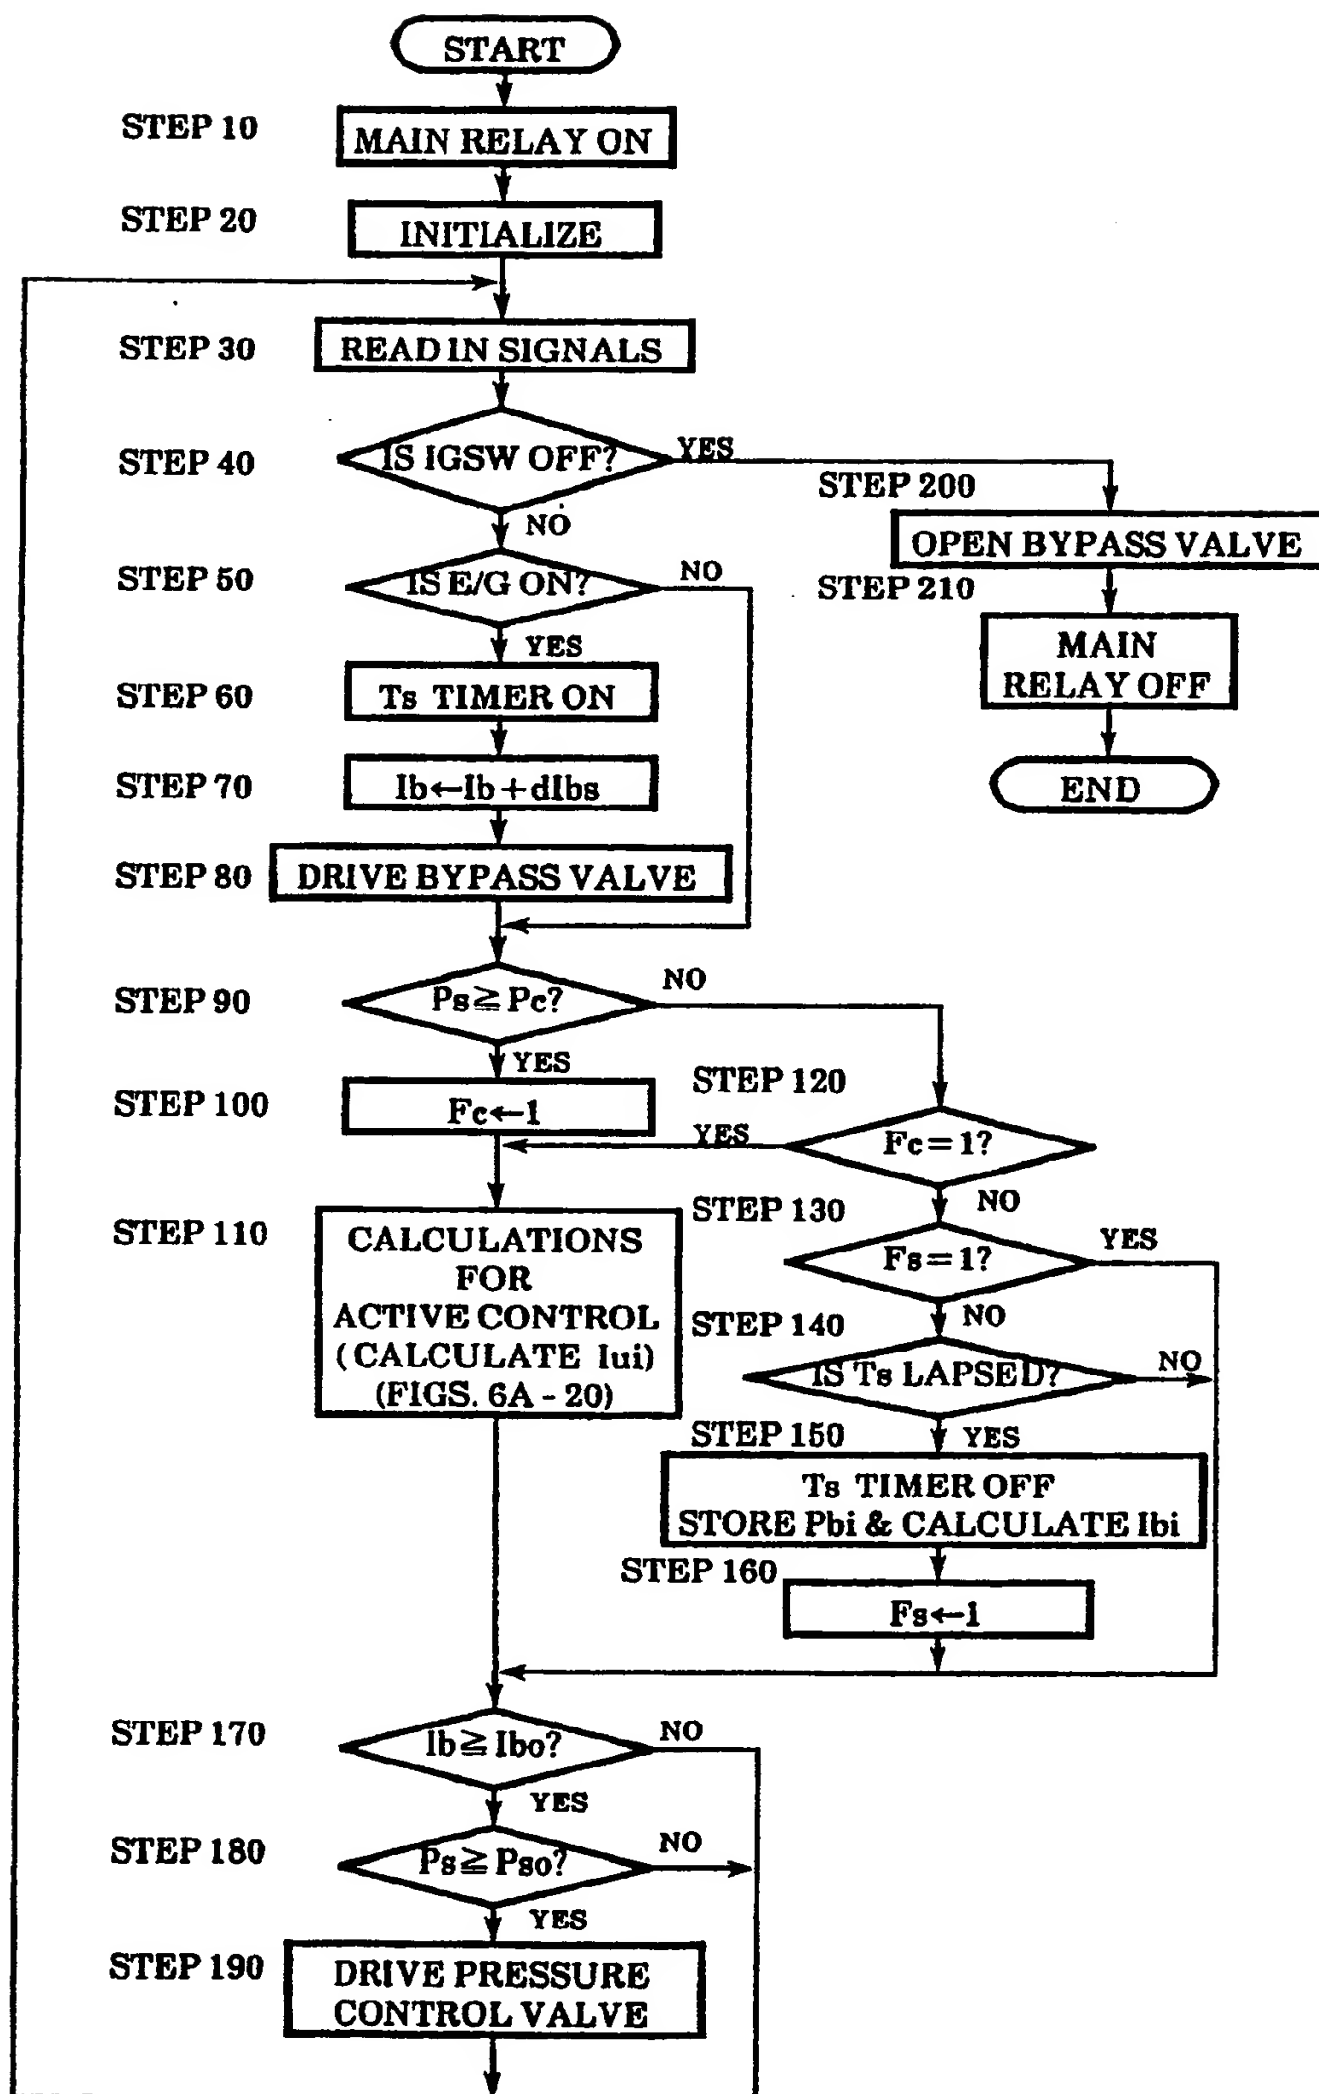 START
STEP 10
MAIN RELAY ON
STEP 20
INITIALIZE
STEP 30
READ IN SIGNALS
STEP 40
IS IGSW OFF?
YES
NO
STEP 200
OPEN BYPASS VALVE
STEP 210
MAIN
RELAY OFF
END
STEP 50
IS E/G ON?
NO
YES
STEP 60
Ts TIMER ON
STEP 70
Ib←Ib+dIbs
STEP 80
DRIVE BYPASS VALVE
STEP 90
Ps≧Pc?
NO
YES
STEP 100
Fc←1
STEP 120
Fc=1?
YES
NO
STEP 110
CALCULATIONS
FOR
ACTIVE CONTROL
(CALCULATE Iui)
(FIGS. 6A - 20)
STEP 130
Fs=1?
YES
NO
STEP 140
IS Ts LAPSED?
NO
YES
STEP 150
Ts TIMER OFF
STORE Pbi & CALCULATE Ibi
STEP 160
Fs←1
STEP 170
Ib≧Ibo?
NO
YES
STEP 180
Ps≧Pso?
NO
YES
STEP 190
DRIVE PRESSURE
CONTROL VALVE